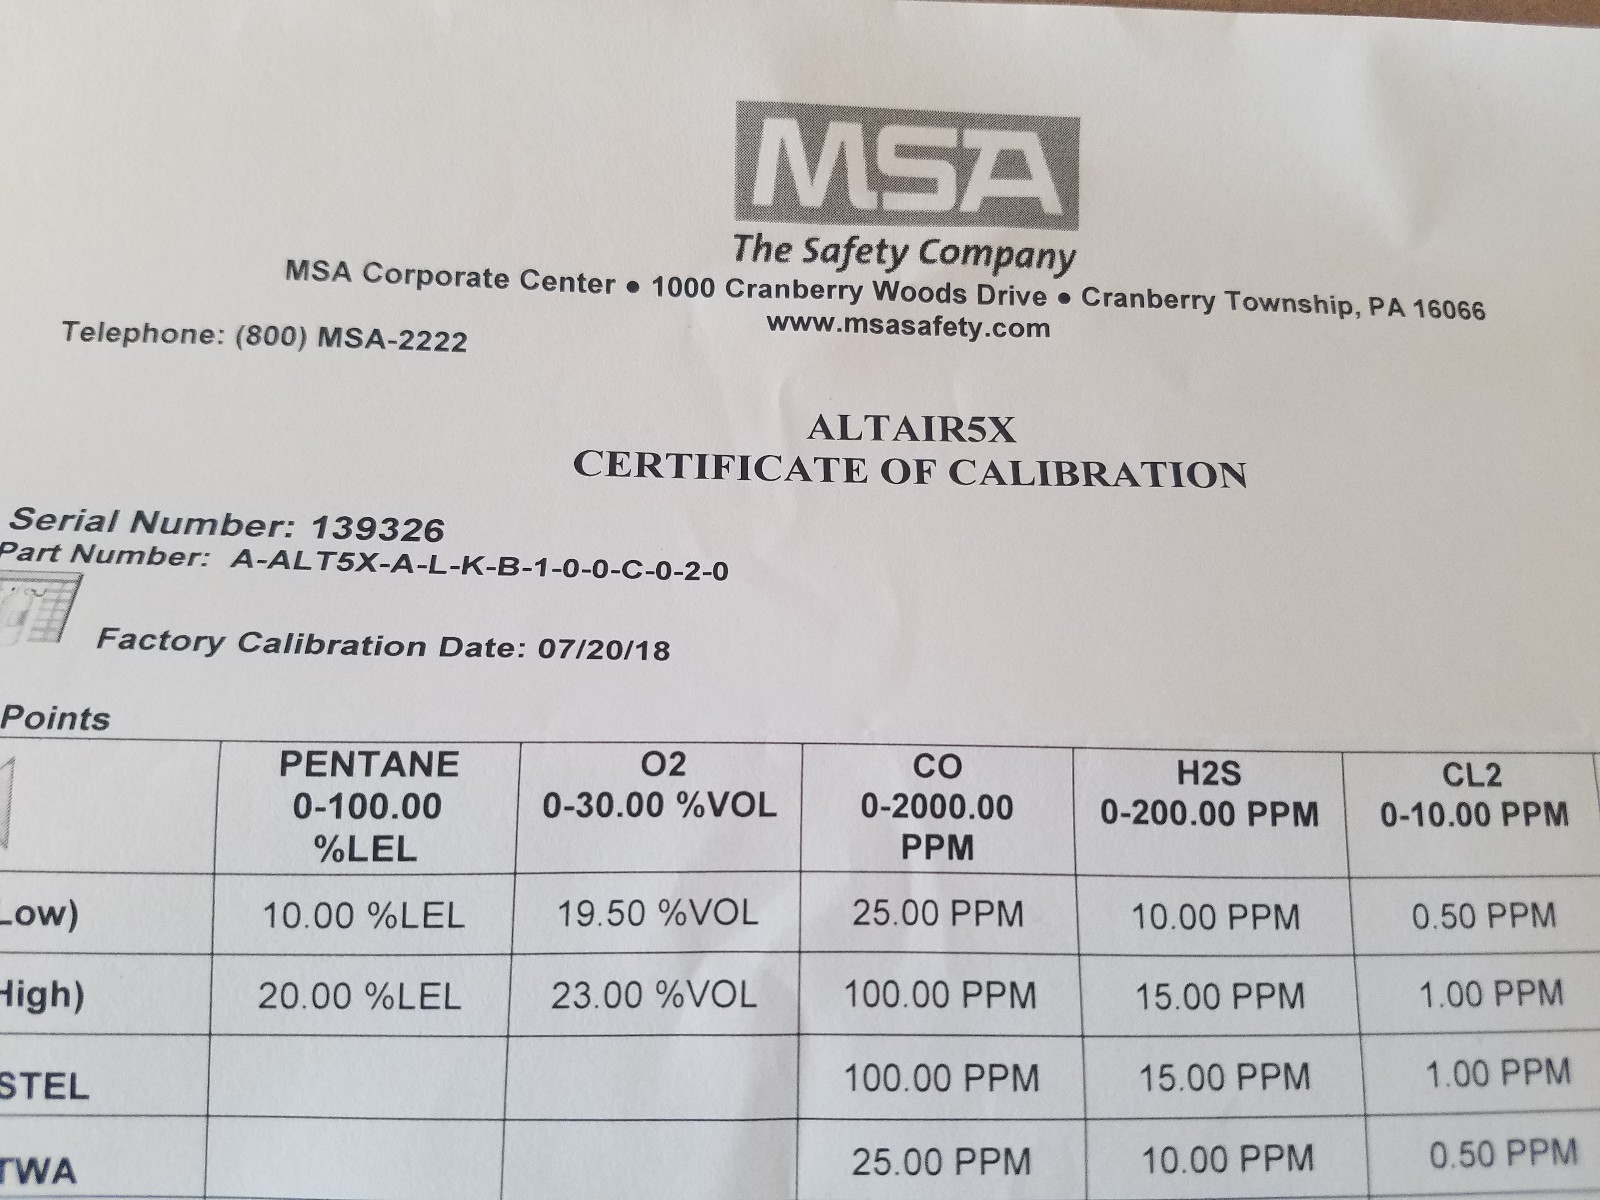 MSA
The Safety Company
MSA Corporate Center ● 1000 Cranberry Woods Drive ● Cranberry Township, PA 16066
www.msasafety.com
Telephone: (800) MSA-2222
ALTAIR5X
CERTIFICATE OF CALIBRATION
Serial Number: 139326
Part Number: A-ALT5X-A-L-K-B-1-0-0-C-0-2-0
Factory Calibration Date: 07/20/18
Points
PENTANE 0-100.00 %LEL O2 0-30.00 %VOL CO 0-2000.00 PPM H2S 0-200.00 PPM CL2 0-10.00 PPM
Low) 10.00 %LEL 19.50 %VOL 25.00 PPM 10.00 PPM 0.50 PPM
High) 20.00 %LEL 23.00 %VOL 100.00 PPM 15.00 PPM 1.00 PPM
STEL 100.00 PPM 15.00 PPM 1.00 PPM
TWA 25.00 PPM 10.00 PPM 0.50 PPM